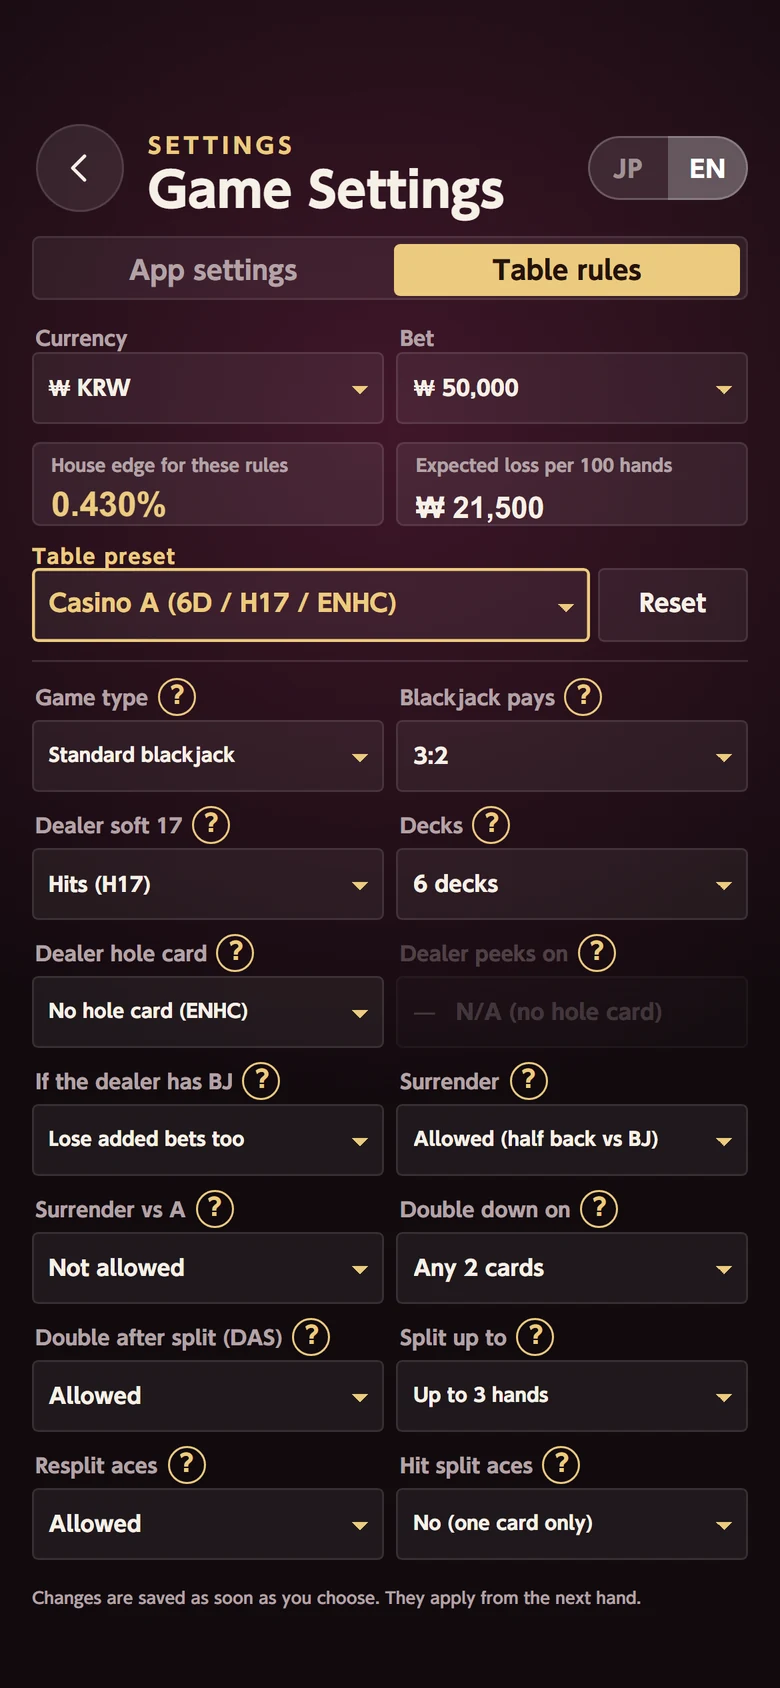 SETTINGS
Game Settings
JP
EN
App settings
Table rules
Currency
Bet
₩ KRW
₩ 50,000
House edge for these rules
Expected loss per 100 hands
0.430%
₩ 21,500
Table preset
Casino A (6D / H17 / ENHC)
Reset
Game type ?
Blackjack pays ?
Standard blackjack
3:2
Dealer soft 17 ?
Decks ?
Hits (H17)
6 decks
Dealer hole card ?
Dealer peeks on ?
No hole card (ENHC)
— N/A (no hole card)
If the dealer has BJ ?
Surrender ?
Lose added bets too
Allowed (half back vs BJ)
Surrender vs A ?
Double down on ?
Not allowed
Any 2 cards
Double after split (DAS) ?
Split up to ?
Allowed
Up to 3 hands
Resplit aces ?
Hit split aces ?
Allowed
No (one card only)
Changes are saved as soon as you choose. They apply from the next hand.